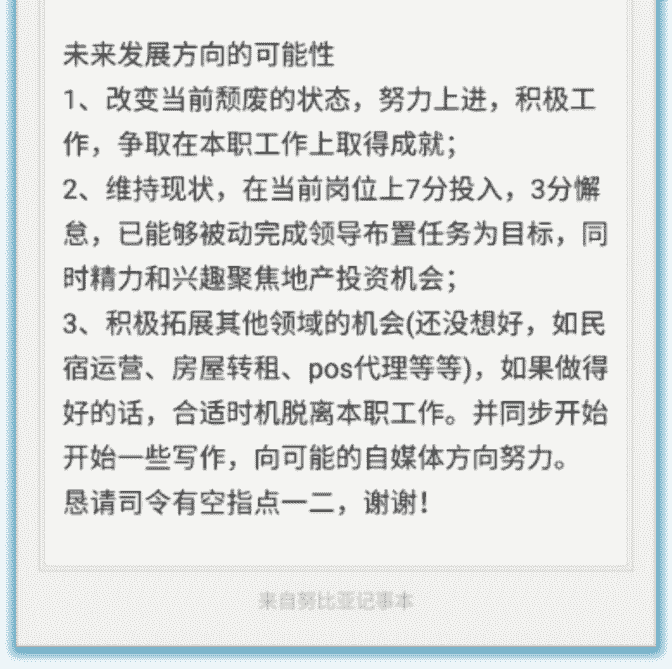 未来发展方向的可能性
1、改变当前颓废的状态，努力上进，积极工
作，争取在本职工作上取得成就；
2、维持现状，在当前岗位上7分投入，3分懈
怠，已能够被动完成领导布置任务为目标，同
时精力和兴趣聚焦地产投资机会；
3、积极拓展其他领域的机会(还没想好，如民
宿运营、房屋转租、pos代理等等)，如果做得
好的话，合适时机脱离本职工作。并同步开始
开始一些写作，向可能的自媒体方向努力。
恳请司令有空指点一二，谢谢！
来自努比亚记事本